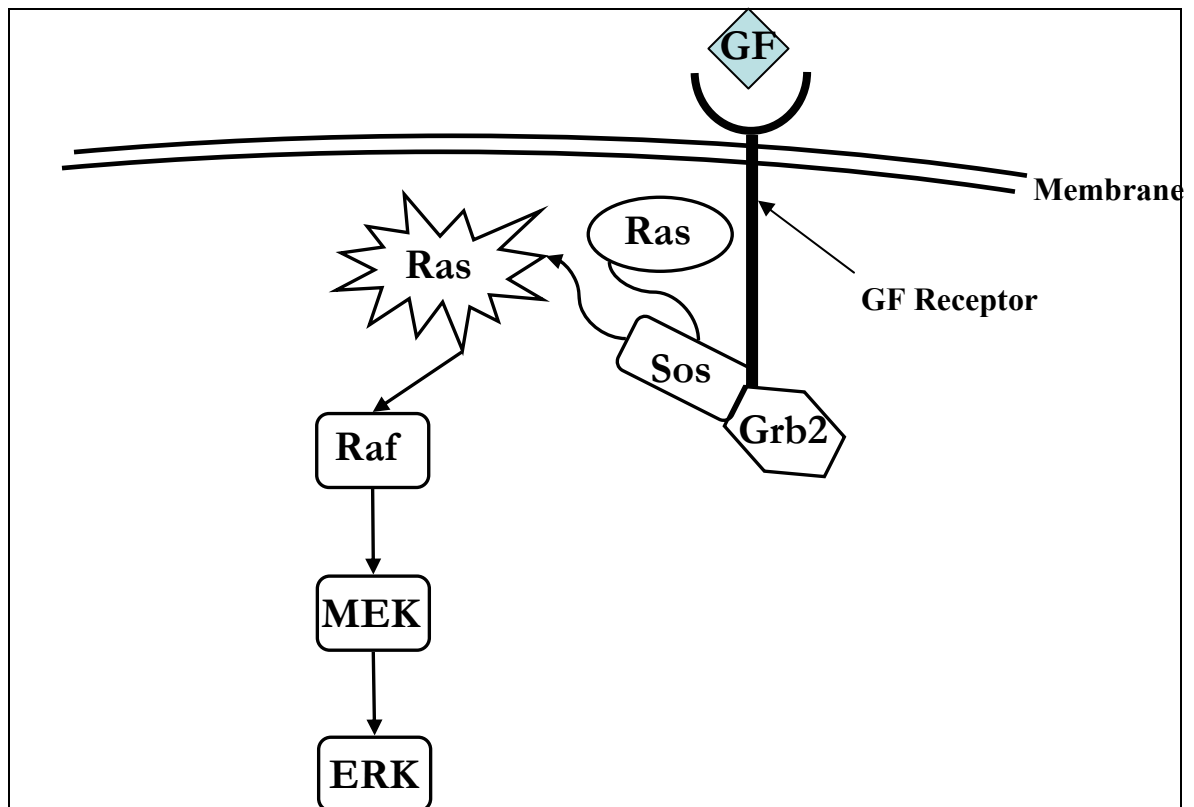 GF
Membrane
Ras
Ras
GF Receptor
Sos
Grb2
Raf
MEK
ERK